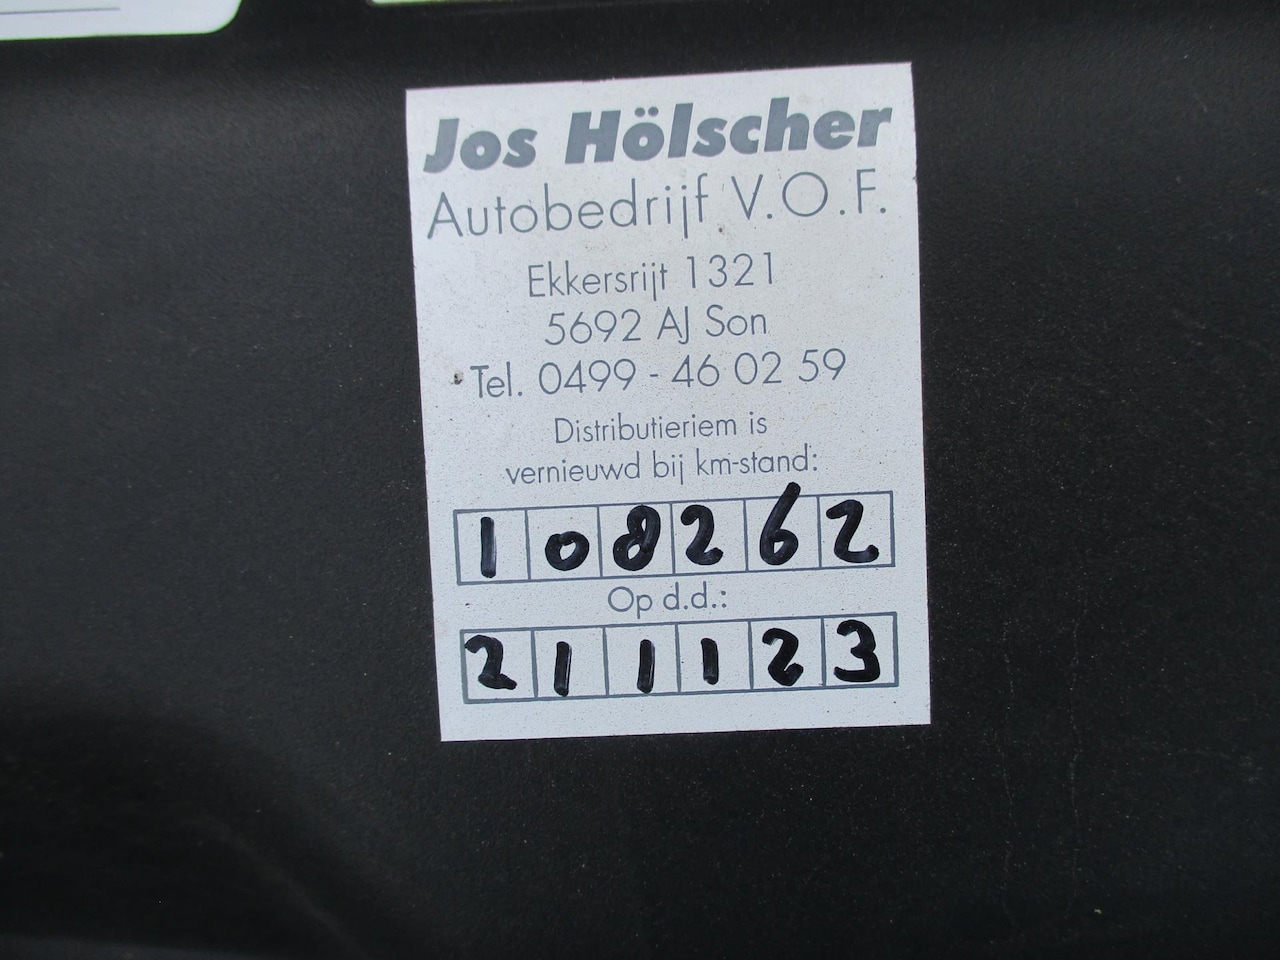 Jos Hölscher
Autobedrijf V.O.F.
Ekkersrijt 1321
5692 AJ Son
Tel. 0499 - 46 02 59
Distributieriem is
vernieuwd bij km-stand:
108262
Op d.d.:
211123